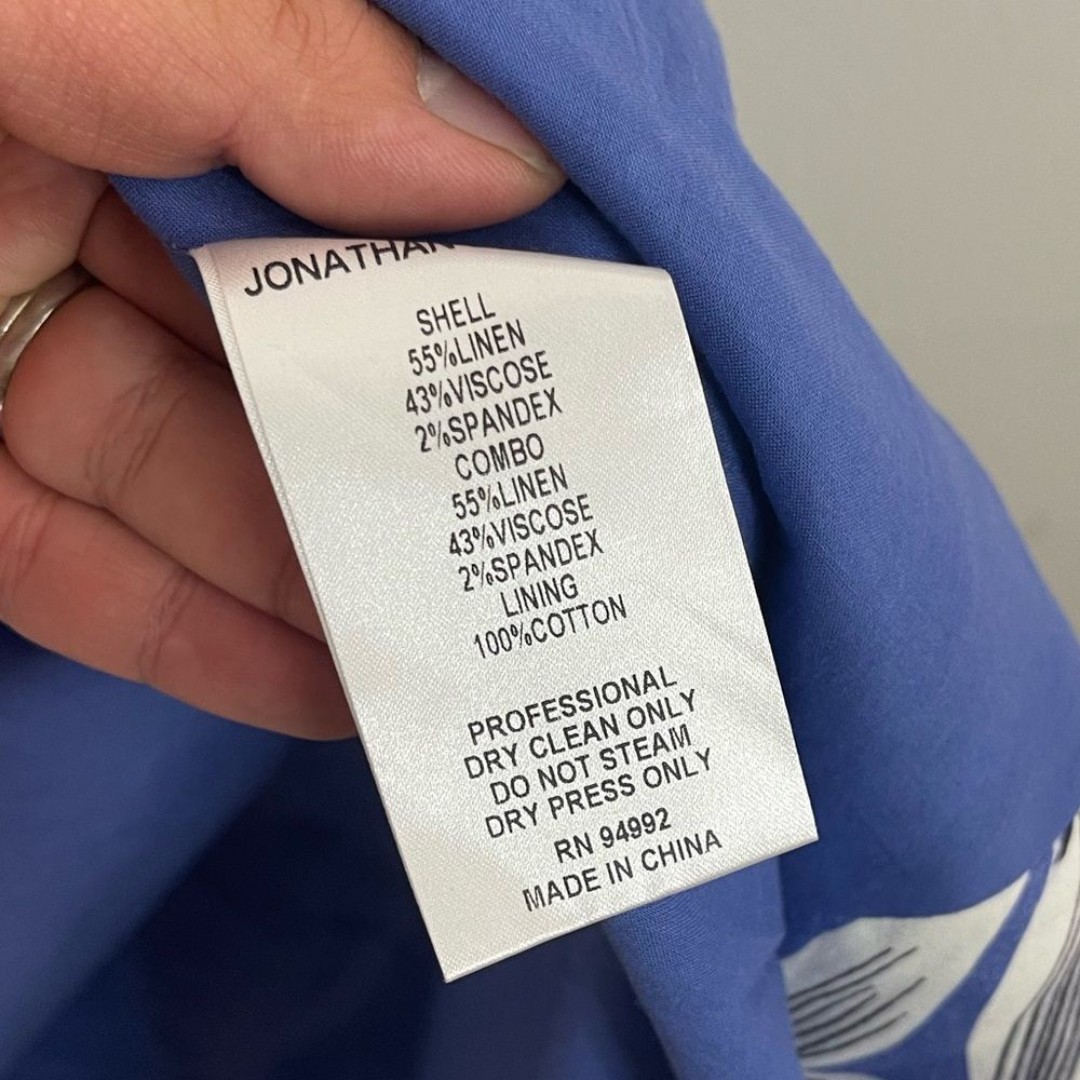 JONATHAN
SHELL
55%LINEN
43%VISCOSE
2%SPANDEX
COMBO
55%LINEN
43%VISCOSE
2%SPANDEX
LINING
100%COTTON
PROFESSIONAL
DRY CLEAN ONLY
DO NOT STEAM
DRY PRESS ONLY
RN 94992
MADE IN CHINA